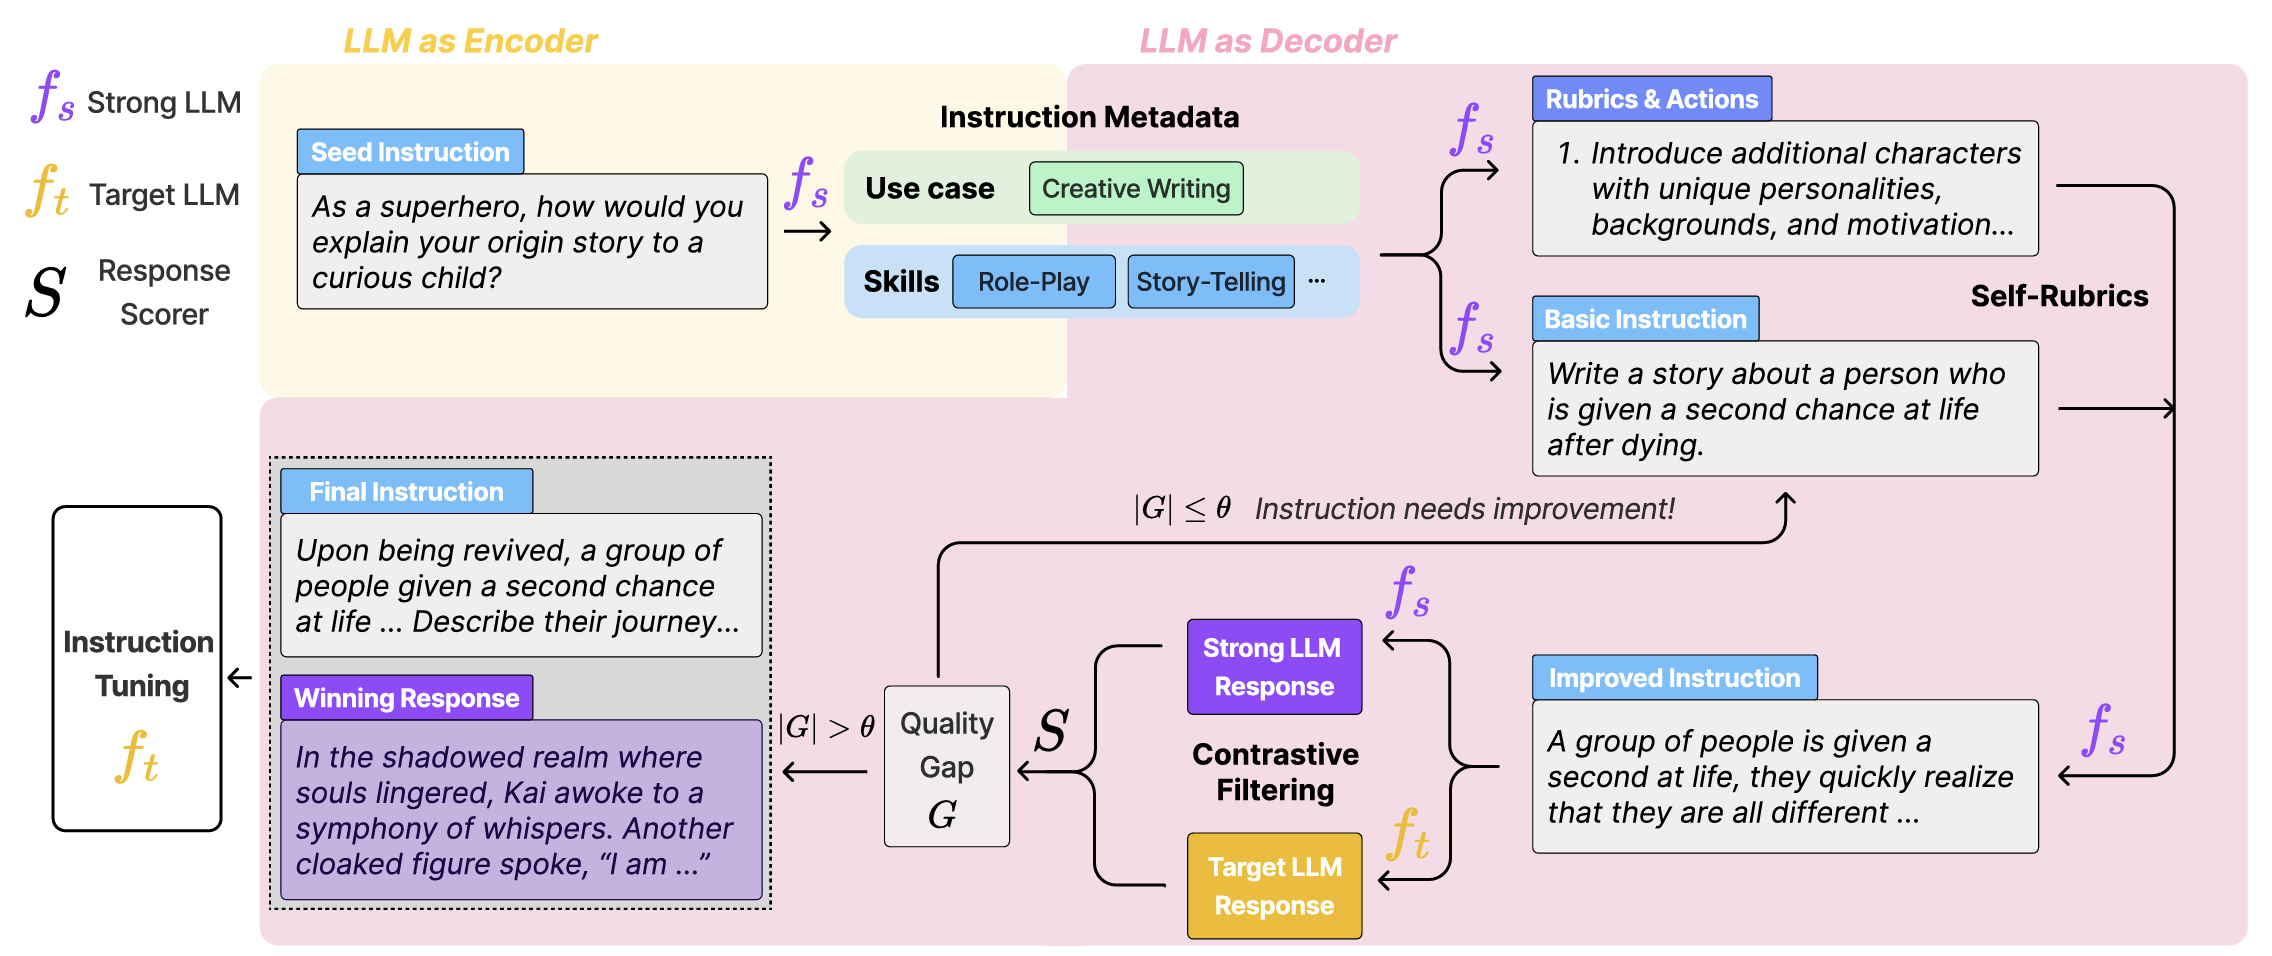 LLM as Encoder
LLM as Decoder
f_s Strong LLM
f_t Target LLM
S Response
Scorer
Seed Instruction
As a superhero, how would you
explain your origin story to a
curious child?
f_s
Instruction Metadata
Use case Creative Writing
Skills Role-Play Story-Telling ...
f_s
f_s
Rubrics & Actions
1. Introduce additional characters
with unique personalities,
backgrounds, and motivation...
Self-Rubrics
Basic Instruction
Write a story about a person who
is given a second chance at life
after dying.
|G| ≤ θ Instruction needs improvement!
f_s
Improved Instruction
A group of people is given a
second at life, they quickly realize
that they are all different ...
f_s
Strong LLM
Response
Contrastive
Filtering
f_t
Target LLM
Response
S
Quality
Gap
G
|G| > θ
Final Instruction
Upon being revived, a group of
people given a second chance
at life ... Describe their journey...
Winning Response
In the shadowed realm where
souls lingered, Kai awoke to a
symphony of whispers. Another
cloaked figure spoke, “I am ...”
Instruction
Tuning
f_t